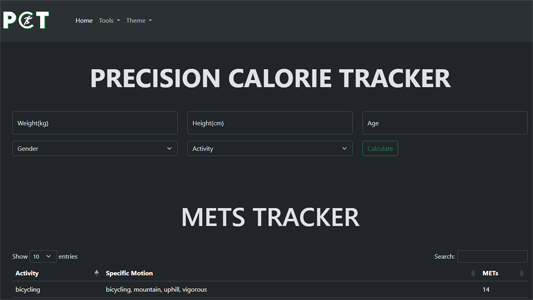 PCT Home Tools Theme
PRECISION CALORIE TRACKER
Weight(kg) Height(cm) Age
Gender Activity Calculate
METS TRACKER
Show 10 entries Search:
Activity Specific Motion METs
bicycling bicycling, mountain, uphill, vigorous 14